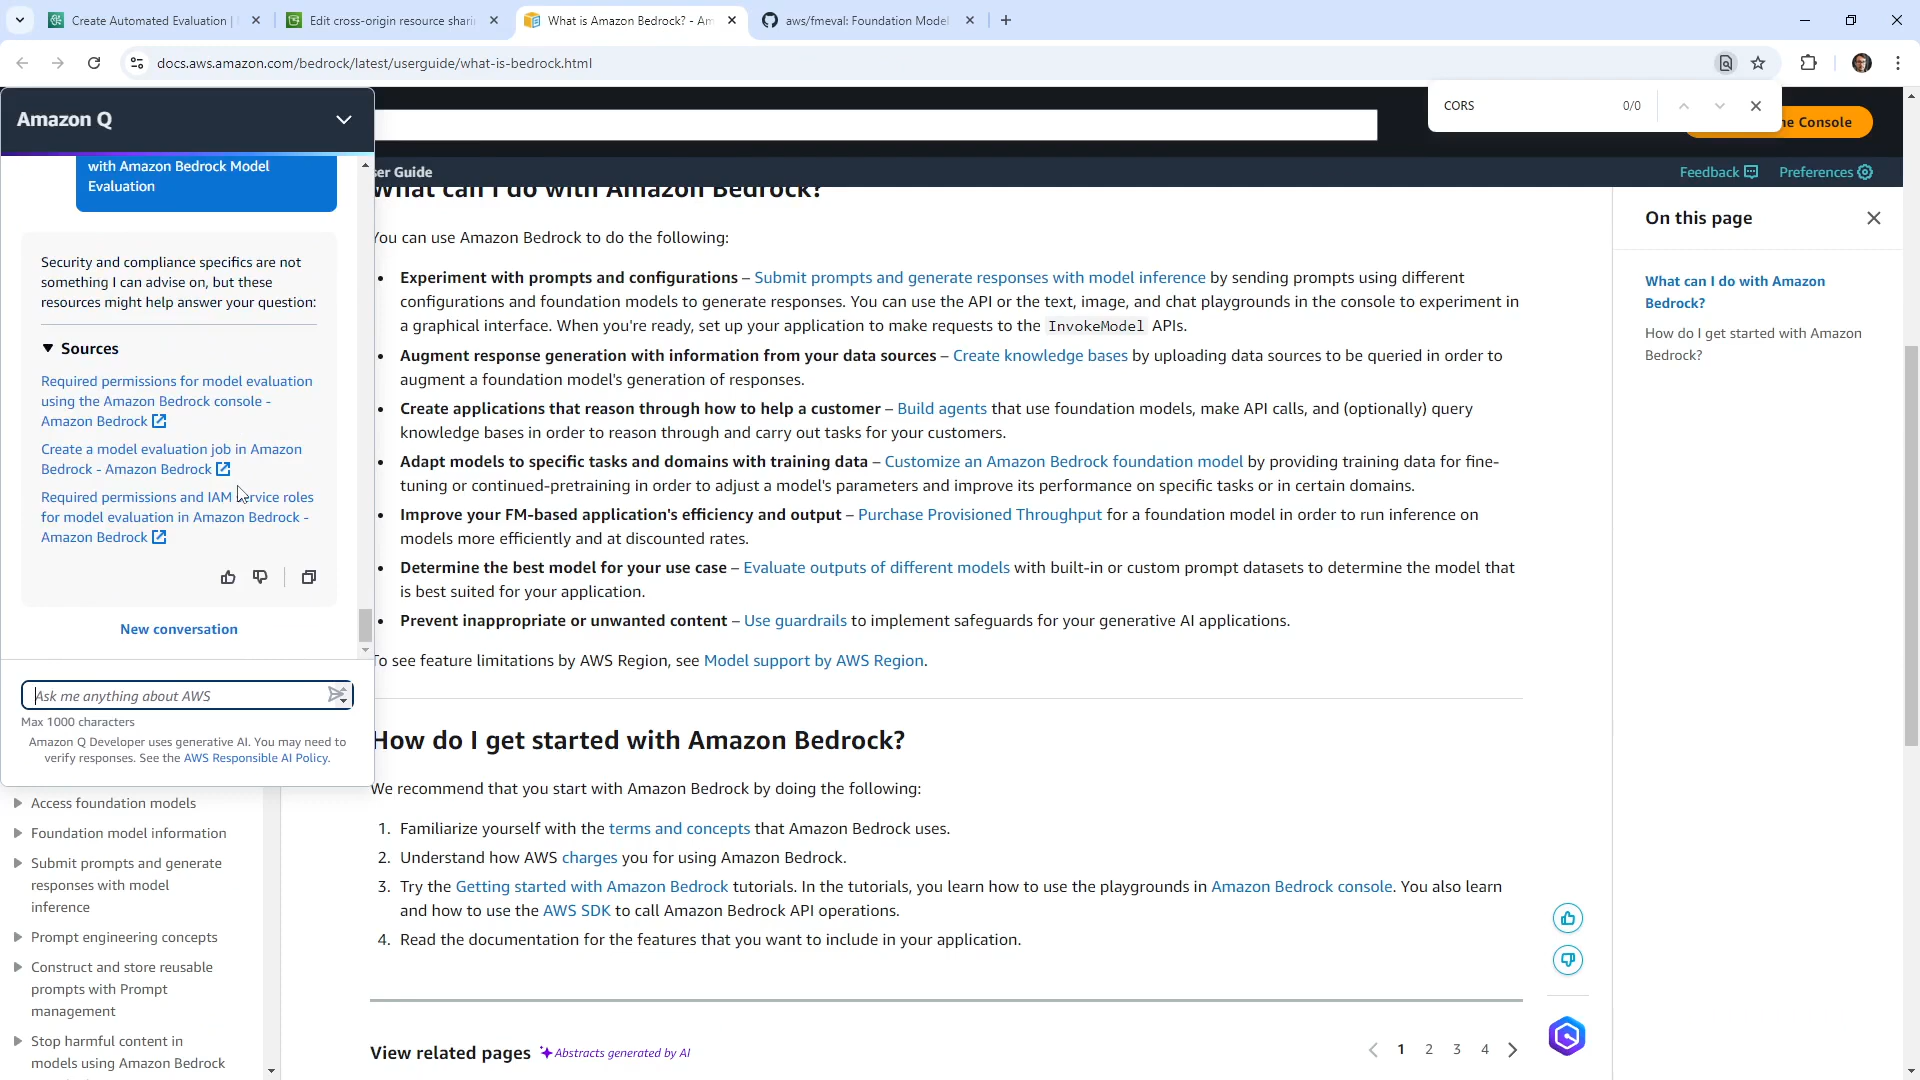 Create Automated Evaluation |
Edit cross-origin resource shari
What is Amazon Bedrock? - Am
aws/fmeval: Foundation Model
docs.aws.amazon.com/bedrock/latest/userguide/what-is-bedrock.html
CORS 0/0
ne Console
Amazon Q
ser Guide
Feedback
Preferences
with Amazon Bedrock Model
Evaluation
Security and compliance specifics are not
something I can advise on, but these
resources might help answer your question:
Sources
Required permissions for model evaluation
using the Amazon Bedrock console -
Amazon Bedrock
Create a model evaluation job in Amazon
Bedrock - Amazon Bedrock
Required permissions and IAM service roles
for model evaluation in Amazon Bedrock -
Amazon Bedrock
New conversation
Ask me anything about AWS
Max 1000 characters
Amazon Q Developer uses generative AI. You may need to
verify responses. See the AWS Responsible AI Policy.
Access foundation models
Foundation model information
Submit prompts and generate
responses with model
inference
Prompt engineering concepts
Construct and store reusable
prompts with Prompt
management
Stop harmful content in
models using Amazon Bedrock
What can I do with Amazon Bedrock?
You can use Amazon Bedrock to do the following:
• Experiment with prompts and configurations – Submit prompts and generate responses with model inference by sending prompts using different
configurations and foundation models to generate responses. You can use the API or the text, image, and chat playgrounds in the console to experiment in
a graphical interface. When you're ready, set up your application to make requests to the InvokeModel APIs.
• Augment response generation with information from your data sources – Create knowledge bases by uploading data sources to be queried in order to
augment a foundation model's generation of responses.
• Create applications that reason through how to help a customer – Build agents that use foundation models, make API calls, and (optionally) query
knowledge bases in order to reason through and carry out tasks for your customers.
• Adapt models to specific tasks and domains with training data – Customize an Amazon Bedrock foundation model by providing training data for fine-
tuning or continued-pretraining in order to adjust a model's parameters and improve its performance on specific tasks or in certain domains.
• Improve your FM-based application's efficiency and output – Purchase Provisioned Throughput for a foundation model in order to run inference on
models more efficiently and at discounted rates.
• Determine the best model for your use case – Evaluate outputs of different models with built-in or custom prompt datasets to determine the model that
is best suited for your application.
• Prevent inappropriate or unwanted content – Use guardrails to implement safeguards for your generative AI applications.
To see feature limitations by AWS Region, see Model support by AWS Region.
How do I get started with Amazon Bedrock?
We recommend that you start with Amazon Bedrock by doing the following:
1. Familiarize yourself with the terms and concepts that Amazon Bedrock uses.
2. Understand how AWS charges you for using Amazon Bedrock.
3. Try the Getting started with Amazon Bedrock tutorials. In the tutorials, you learn how to use the playgrounds in Amazon Bedrock console. You also learn
and how to use the AWS SDK to call Amazon Bedrock API operations.
4. Read the documentation for the features that you want to include in your application.
View related pages Abstracts generated by AI
1 2 3 4
On this page
What can I do with Amazon
Bedrock?
How do I get started with Amazon
Bedrock?